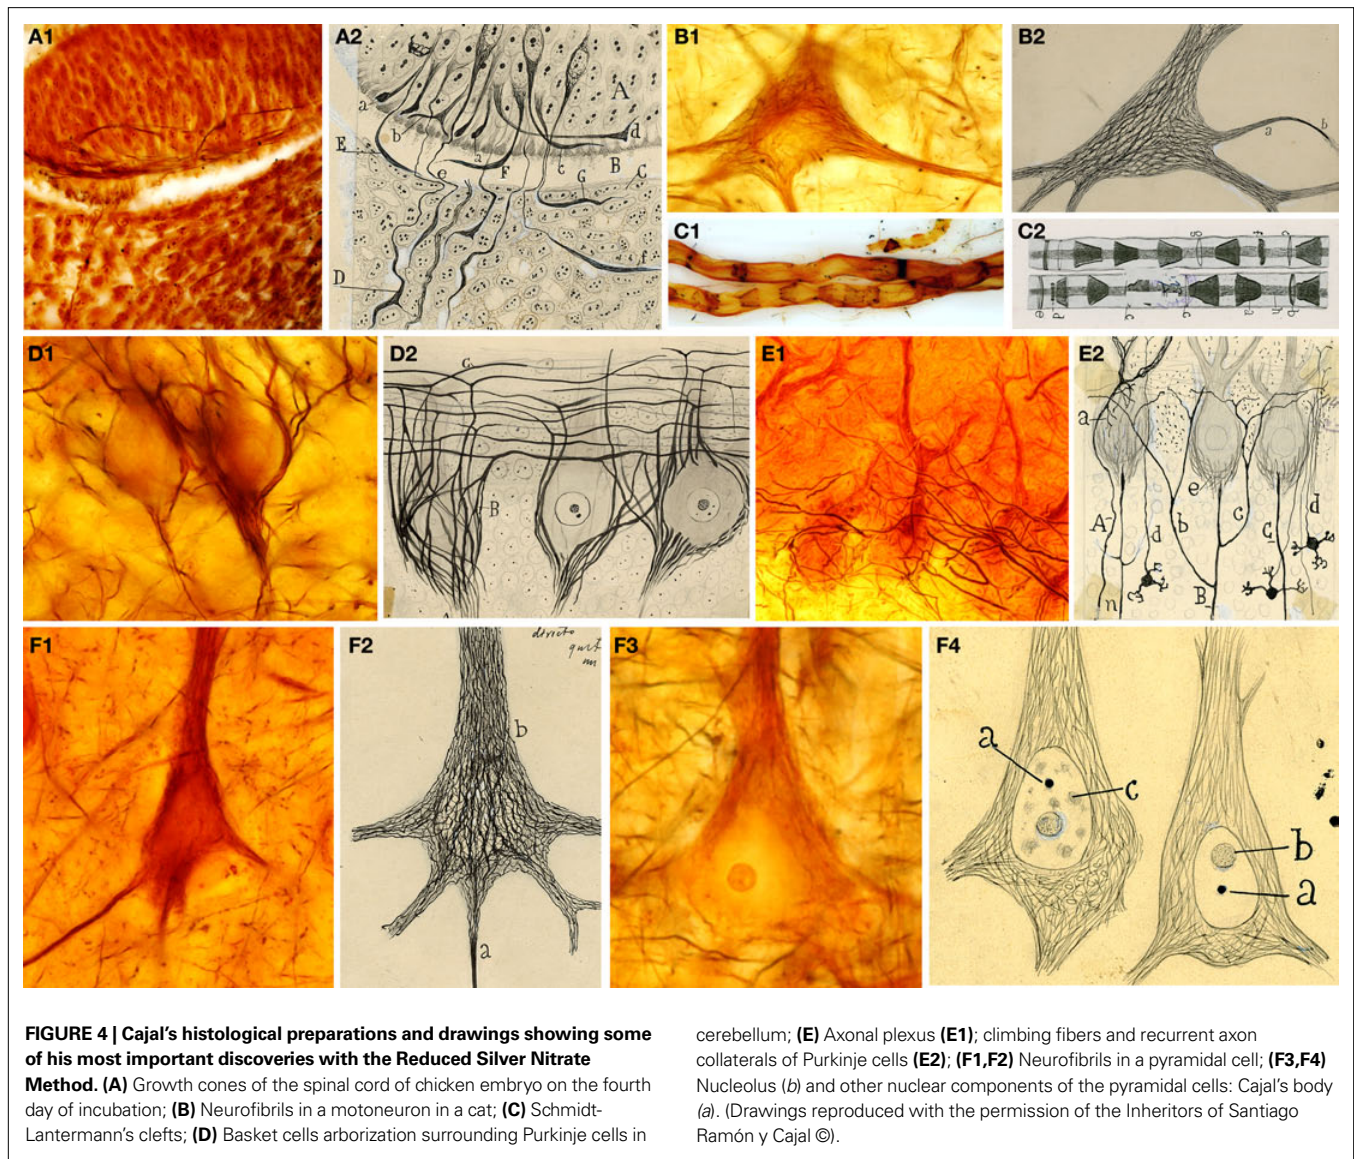 A1
A2
B1
B2
A
a
b
d
E
a
c
B
e
F
G
C
D
f
a
b
C1
C2
g
f
c
e
d
c
c
a
h
b
D1
D2
E1
E2
G
B
a
e
A
d
b
c
C
d
n
B
F1
F2
F3
F4
b
a
a
c
b
a
FIGURE 4 | Cajal’s histological preparations and drawings showing some
of his most important discoveries with the Reduced Silver Nitrate
Method. (A) Growth cones of the spinal cord of chicken embryo on the fourth
day of incubation; (B) Neurofibrils in a motoneuron in a cat; (C) Schmidt-
Lantermann’s clefts; (D) Basket cells arborization surrounding Purkinje cells in
cerebellum; (E) Axonal plexus (E1); climbing fibers and recurrent axon
collaterals of Purkinje cells (E2); (F1,F2) Neurofibrils in a pyramidal cell; (F3,F4)
Nucleolus (b) and other nuclear components of the pyramidal cells: Cajal’s body
(a). (Drawings reproduced with the permission of the Inheritors of Santiago
Ramón y Cajal ©).